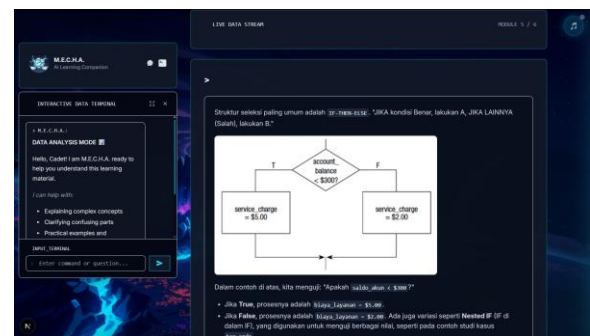 LIVE DATA STREAM
MODULE 5 / 6
M.E.C.H.A.
AI Learning Companion
INTERACTIVE DATA TERMINAL
> M.E.C.H.A.:
DATA ANALYSIS MODE
Hello, Cadet! I am M.E.C.H.A. ready to
help you understand this learning
material.
I can help with:
• Explaining complex concepts
• Clarifying confusing parts
• Practical examples and
INPUT_TERMINAL
Enter command or question...
N
>
Struktur seleksi paling umum adalah IF-THEN-ELSE. "JIKA kondisi Benar, lakukan A, JIKA LAINNYA
(Salah), lakukan B."
account_
balance
< $300?
T
F
service_charge
= $5.00
service_charge
= $2.00
Dalam contoh di atas, kita menguji: "Apakah saldo_akun < $300?"
• Jika True, prosesnya adalah biaya_layanan = $5.00.
• Jika False, prosesnya adalah biaya_layanan = $2.00. Ada juga variasi seperti Nested IF (IF di
dalam IF), yang digunakan untuk menguji berbagai nilai, seperti pada contoh studi kasus